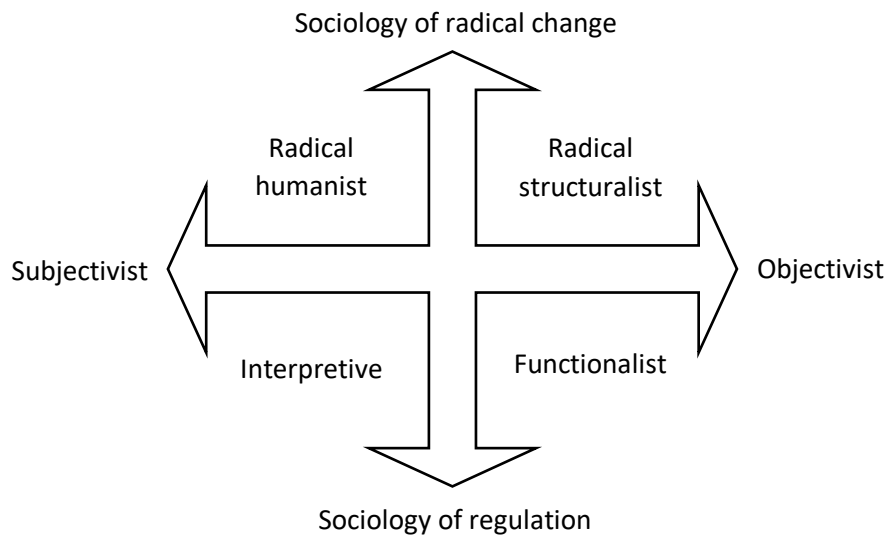 Sociology of radical change
Radical
humanist
Radical
structuralist
Subjectivist
Objectivist
Interpretive
Functionalist
Sociology of regulation